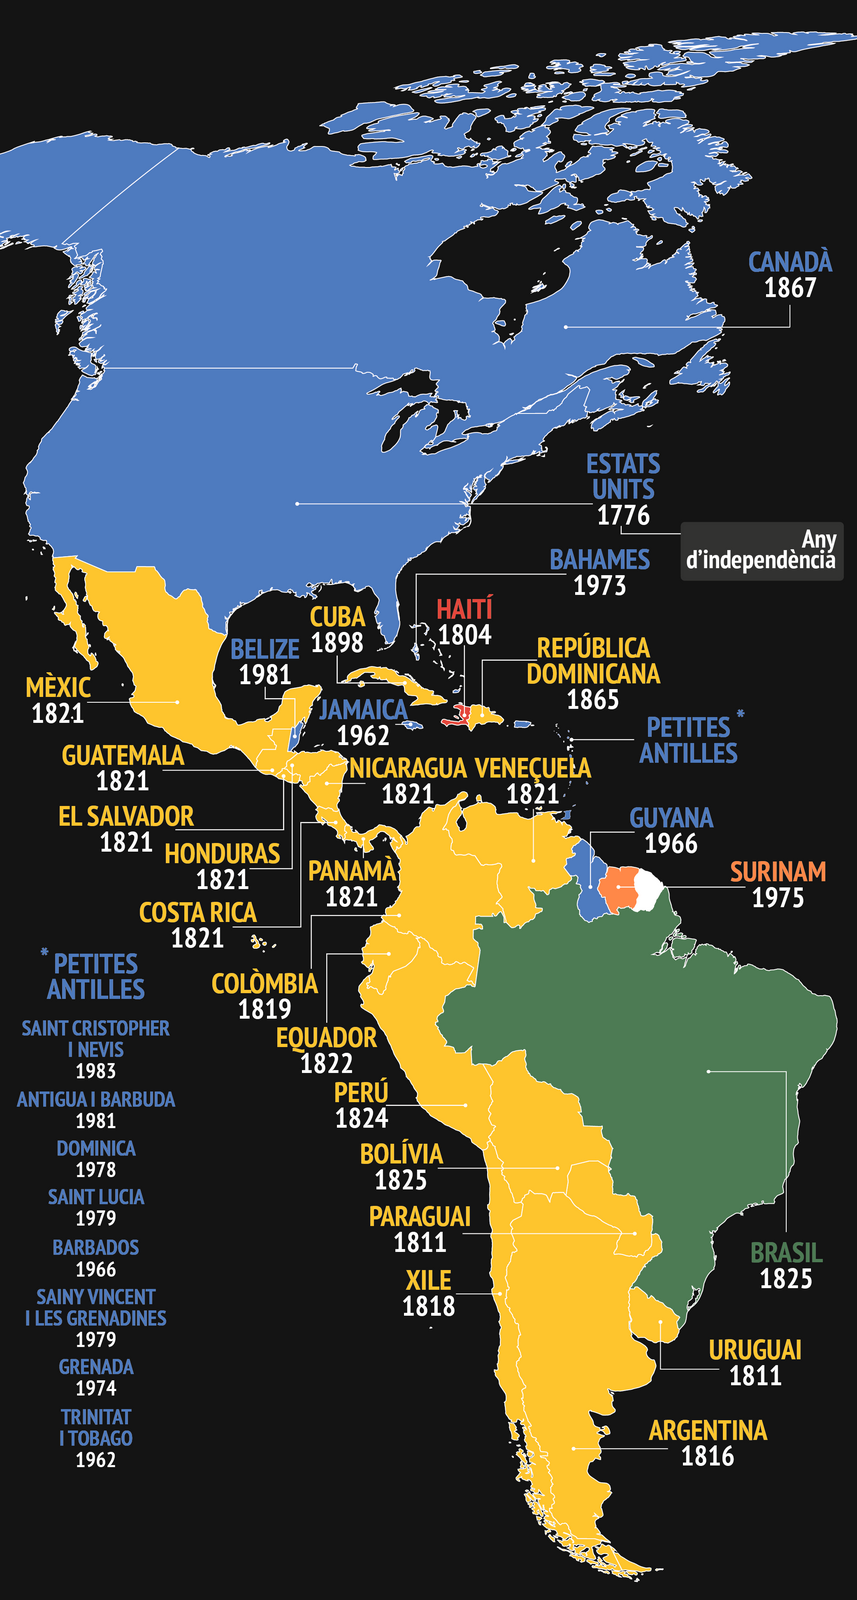 CANADÀ
1867
ESTATS
UNITS
1776
Any
d'independència
BAHAMES
1973
CUBA
1898
HAITÍ
1804
BELIZE
1981
REPÚBLICA
DOMINICANA
1865
MÈXIC
1821
JAMAICA
1962
PETITES *
ANTILLES
GUATEMALA
1821
NICARAGUA
1821
VENEÇUELA
1821
EL SALVADOR
1821
GUYANA
1966
HONDURAS
1821
PANAMÀ
1821
SURINAM
1975
COSTA RICA
1821
COLÒMBIA
1819
EQUADOR
1822
PERÚ
1824
BOLÍVIA
1825
PARAGUAI
1811
BRASIL
1825
XILE
1818
URUGUAI
1811
ARGENTINA
1816
* PETITES
ANTILLES
SAINT CRISTOPHER
I NEVIS
1983
ANTIGUA I BARBUDA
1981
DOMINICA
1978
SAINT LUCIA
1979
BARBADOS
1966
SAINY VINCENT
I LES GRENADINES
1979
GRENADA
1974
TRINITAT
I TOBAGO
1962